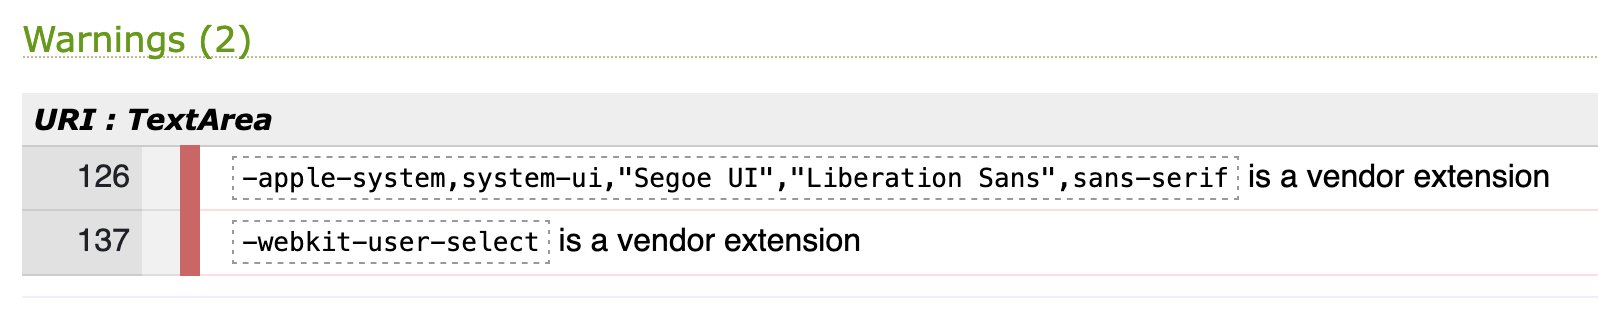 Warnings (2)
URI : TextArea
126 -apple-system,system-ui,"Segoe UI","Liberation Sans",sans-serif is a vendor extension
137 -webkit-user-select is a vendor extension